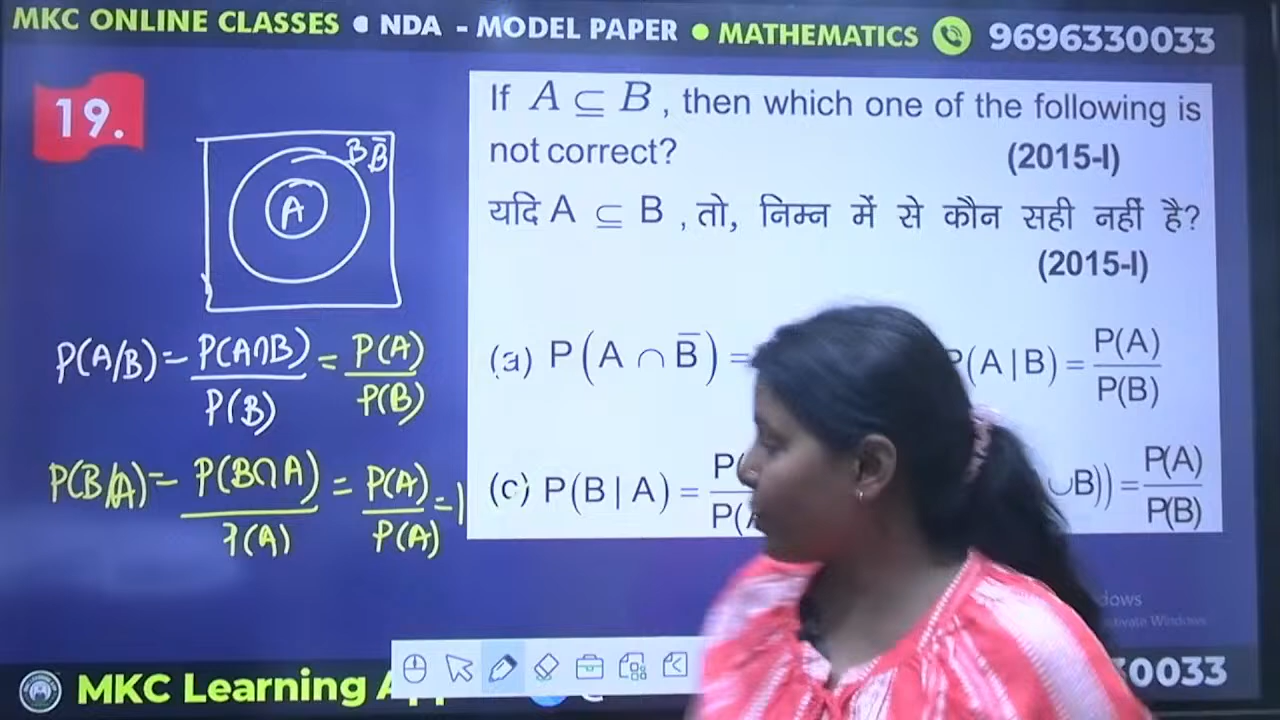 MKC ONLINE CLASSES ● NDA - MODEL PAPER ● MATHEMATICS 9696330033
19.
If A ⊆ B, then which one of the following is
not correct? (2015-I)
यदि A ⊆ B, तो, निम्न में से कौन सही नहीं है?
(2015-I)
(a) P(A ∩ B̅) =
(A | B) = P(A)/P(B)
(c) P(B | A) =
∪B)) = P(A)/P(B)
B B̅
A
P(A/B) = P(A∩B)/P(B) = P(A)/P(B)
P(B/A) = P(B∩A)/P(A) = P(A)/P(A) = 1
MKC Learning
0033